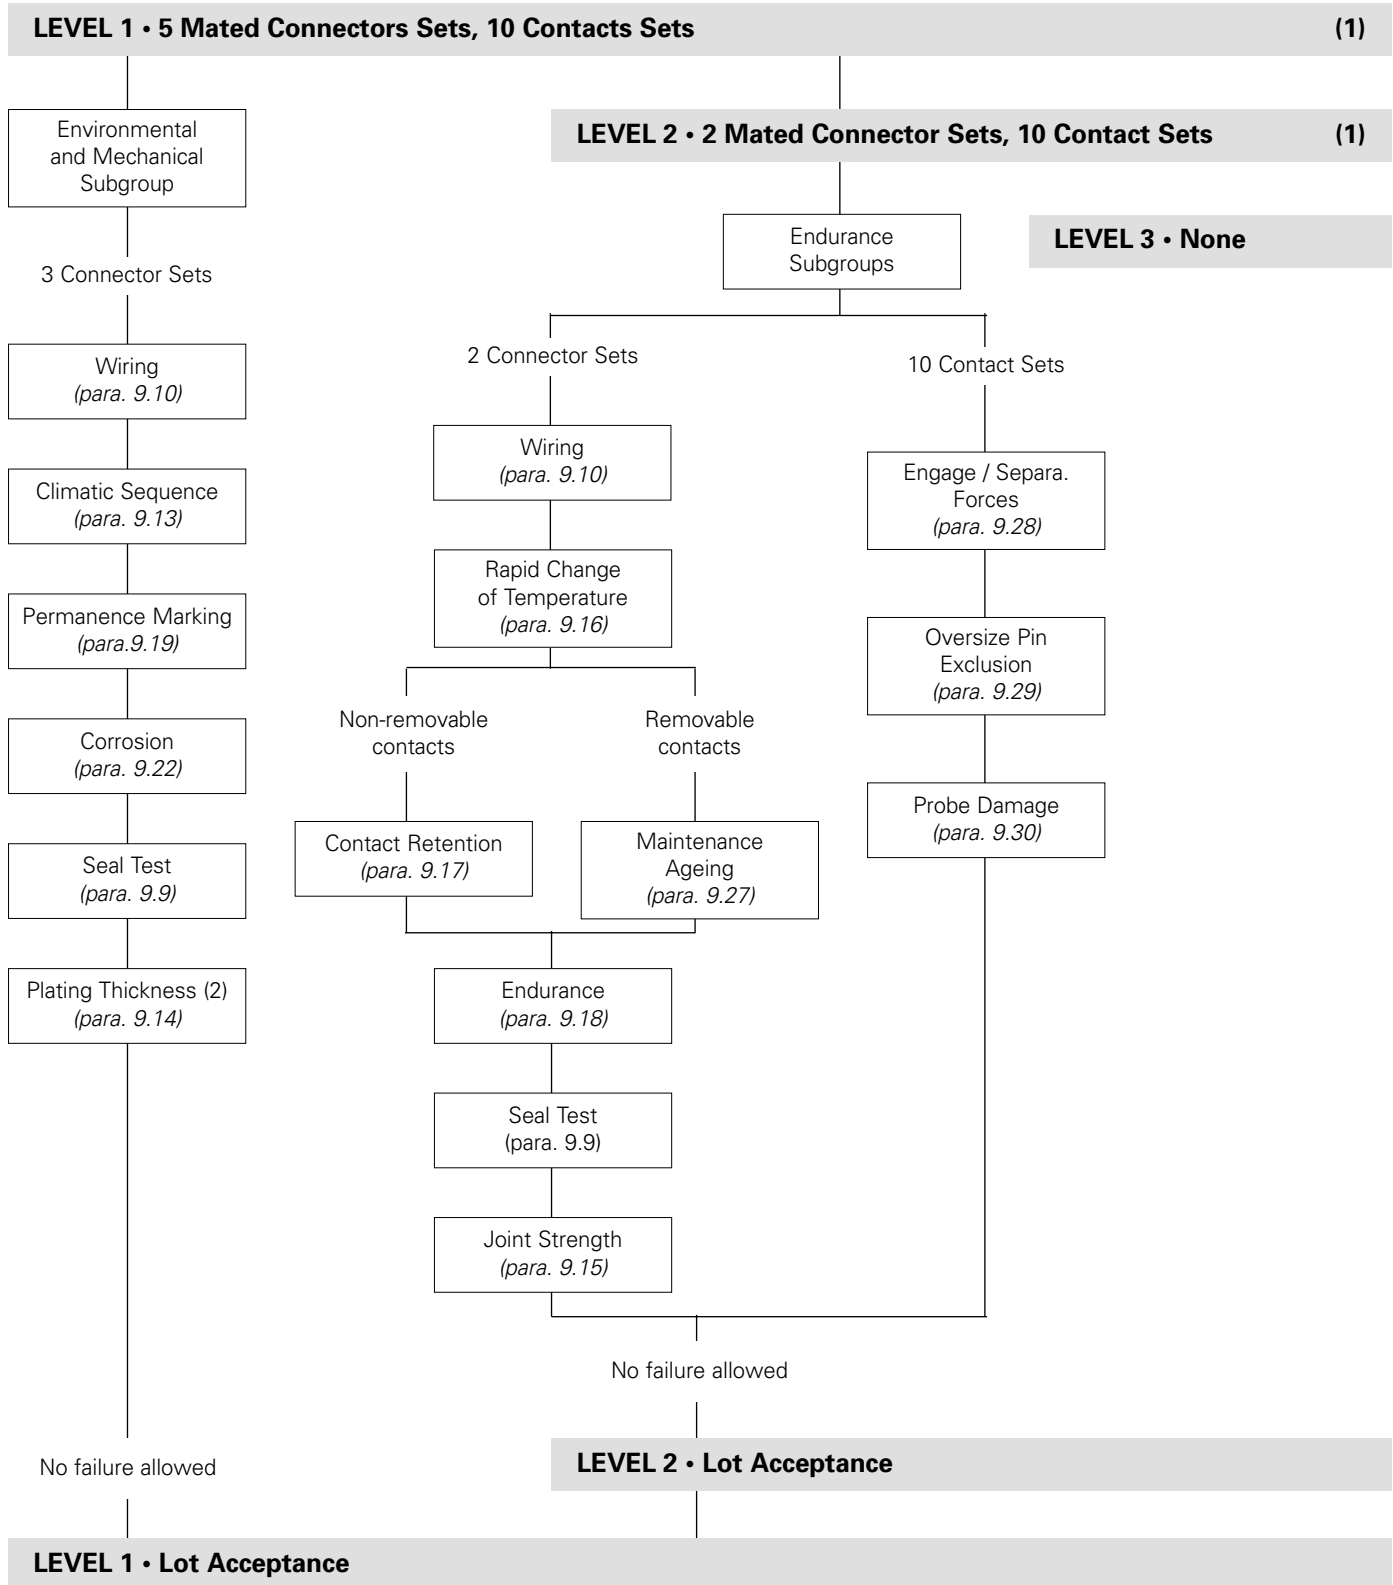 LEVEL 1 • 5 Mated Connectors Sets, 10 Contacts Sets (1)
Environmental
and Mechanical
Subgroup
3 Connector Sets
Wiring
(para. 9.10)
Climatic Sequence
(para. 9.13)
Permanence Marking
(para.9.19)
Corrosion
(para. 9.22)
Seal Test
(para. 9.9)
Plating Thickness (2)
(para. 9.14)
No failure allowed
LEVEL 2 • 2 Mated Connector Sets, 10 Contact Sets (1)
LEVEL 3 • None
Endurance
Subgroups
2 Connector Sets
Wiring
(para. 9.10)
Rapid Change
of Temperature
(para. 9.16)
Non-removable
contacts
Contact Retention
(para. 9.17)
Removable
contacts
Maintenance
Ageing
(para. 9.27)
Endurance
(para. 9.18)
Seal Test
(para. 9.9)
Joint Strength
(para. 9.15)
10 Contact Sets
Engage / Separa.
Forces
(para. 9.28)
Oversize Pin
Exclusion
(para. 9.29)
Probe Damage
(para. 9.30)
No failure allowed
LEVEL 2 • Lot Acceptance
LEVEL 1 • Lot Acceptance